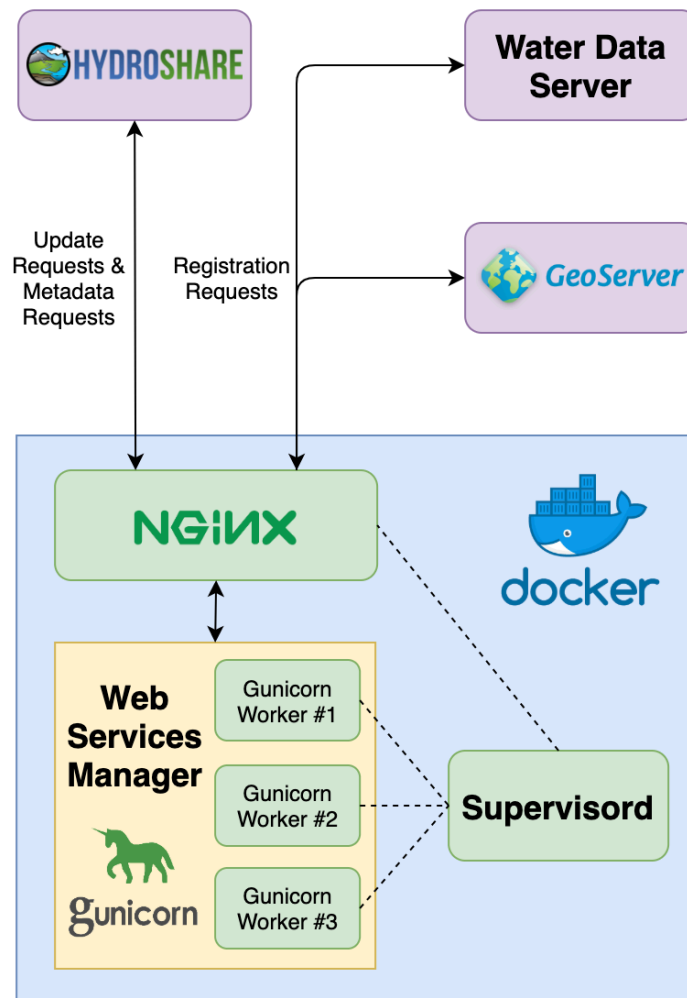 HYDROSHARE
Water Data
Server
Update
Requests &
Metadata
Requests
Registration
Requests
GeoServer
NGINX
docker
Web
Services
Manager
gunicorn
Gunicorn
Worker #1
Gunicorn
Worker #2
Gunicorn
Worker #3
Supervisord